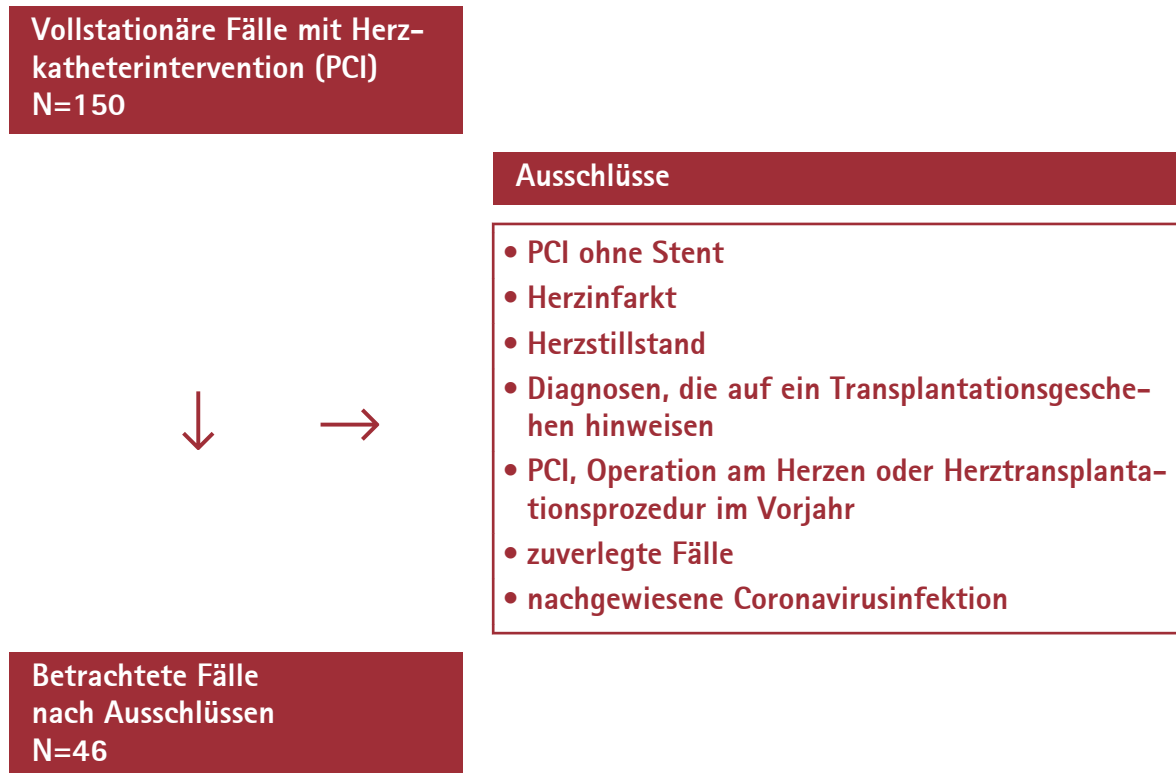 Vollstationäre Fälle mit Herz-
katheterintervention (PCI)
N=150
Ausschlüsse
• PCI ohne Stent
• Herzinfarkt
• Herzstillstand
• Diagnosen, die auf ein Transplantationsgesche-
hen hinweisen
• PCI, Operation am Herzen oder Herztransplanta-
tionsprozedur im Vorjahr
• zuverlegte Fälle
• nachgewiesene Coronavirusinfektion
Betrachtete Fälle
nach Ausschlüssen
N=46